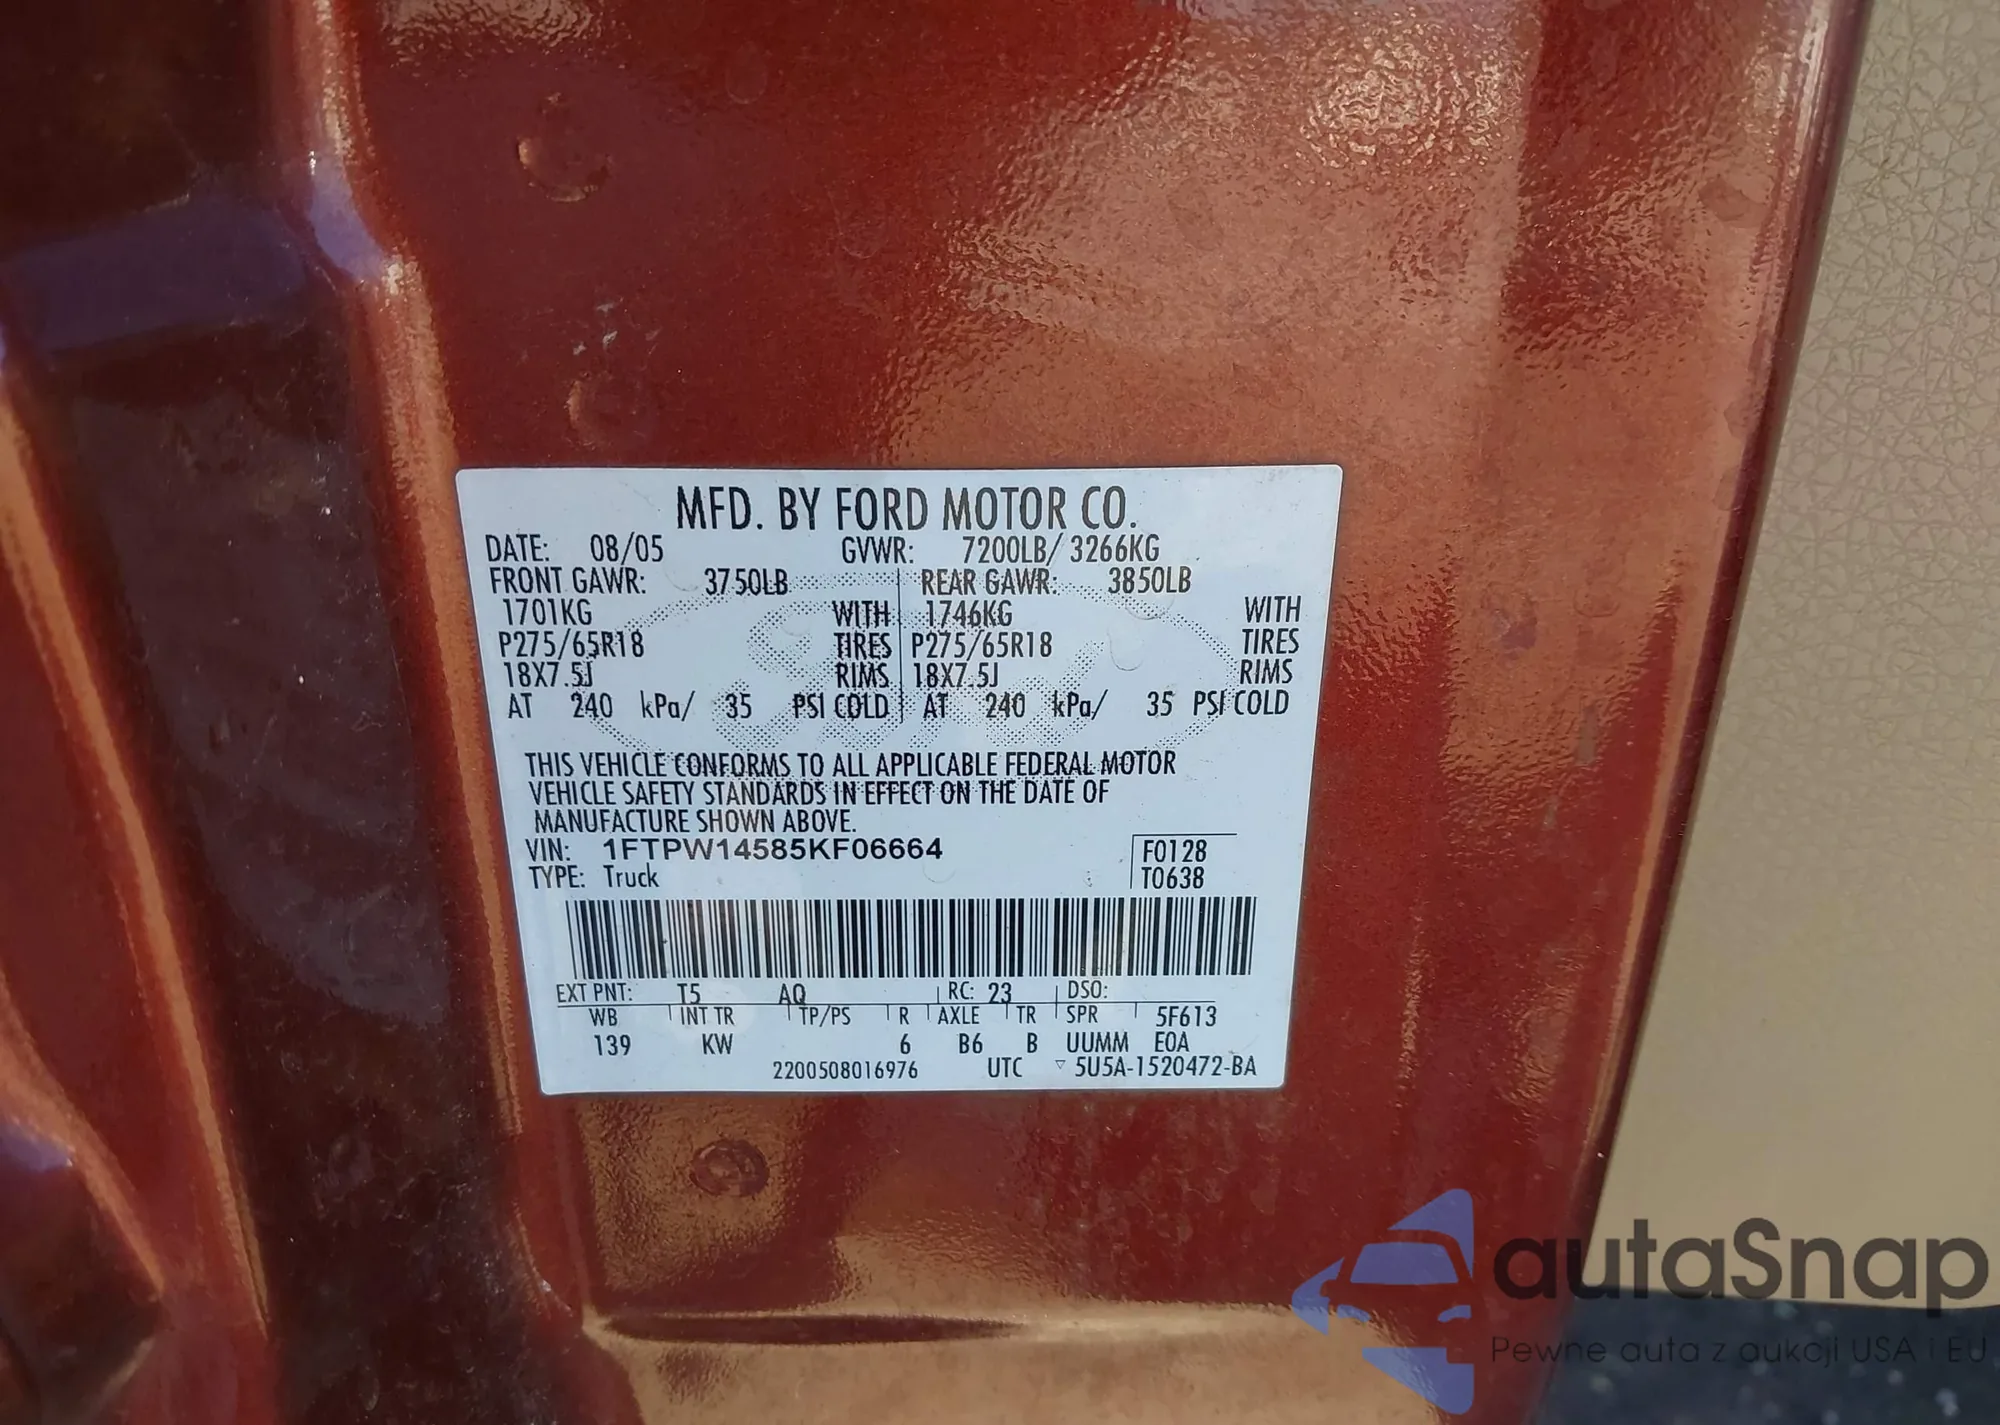 MFD. BY FORD MOTOR CO.
DATE: 08/05 GVWR: 7200LB/ 3266KG
FRONT GAWR: 3750LB REAR GAWR: 3850LB
1701KG WITH 1746KG WITH
P275/65R18 TIRES P275/65R18 TIRES
18X7.5J RIMS 18X7.5J RIMS
AT 240 kPa/ 35 PSI COLD AT 240 kPa/ 35 PSI COLD
THIS VEHICLE CONFORMS TO ALL APPLICABLE FEDERAL MOTOR
VEHICLE SAFETY STANDARDS IN EFFECT ON THE DATE OF
MANUFACTURE SHOWN ABOVE.
VIN: 1FTPW14585KF06664 F0128
TYPE: Truck T0638
EXT PNT: T5 AQ RC: 23 DSO:
WB INT TR TP/PS R AXLE TR SPR 5F613
139 KW 6 B6 B UUMM E0A
2200508016976 UTC ▽ 5U5A-1520472-BA
autaSnap
Pewne auta z aukcji USA i EU